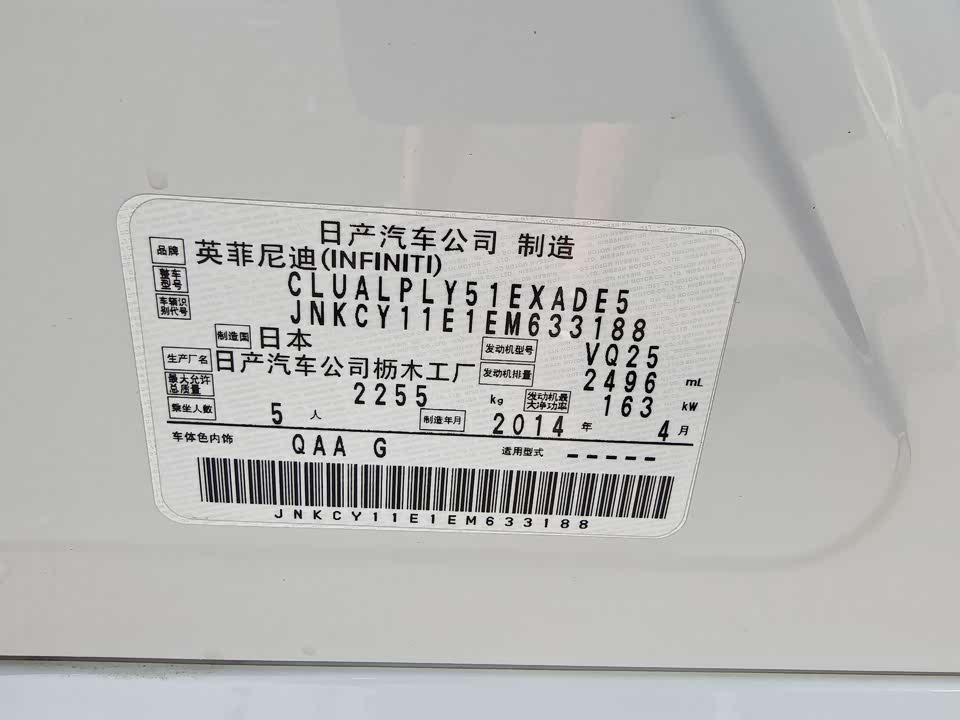 日产汽车公司 制造
品牌 英菲尼迪(INFINITI)
整车型号 CLUALPLY51EXADE5
车辆识别代号 JNKCY11E1EM633188
制造国 日本 发动机型号 VQ25
生产厂名 日产汽车公司枥木工厂 发动机排量 2496 mL
最大允许总质量 2255 kg 发动机最大净功率 163 kW
乘坐人数 5 人 制造年月 2014 年 4 月
车体色内饰 QAA G 适用型式 -----
JNKCY11E1EM633188